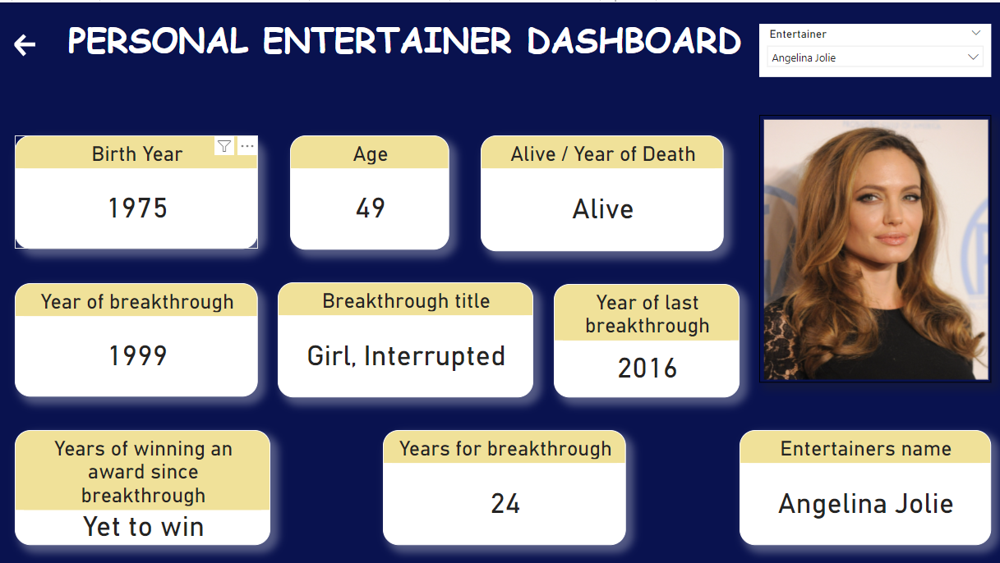 PERSONAL ENTERTAINER DASHBOARD
Entertainer
Angelina Jolie
Birth Year
1975
Age
49
Alive / Year of Death
Alive
Year of breakthrough
1999
Breakthrough title
Girl, Interrupted
Year of last
breakthrough
2016
Years of winning an
award since
breakthrough
Yet to win
Years for breakthrough
24
Entertainers name
Angelina Jolie